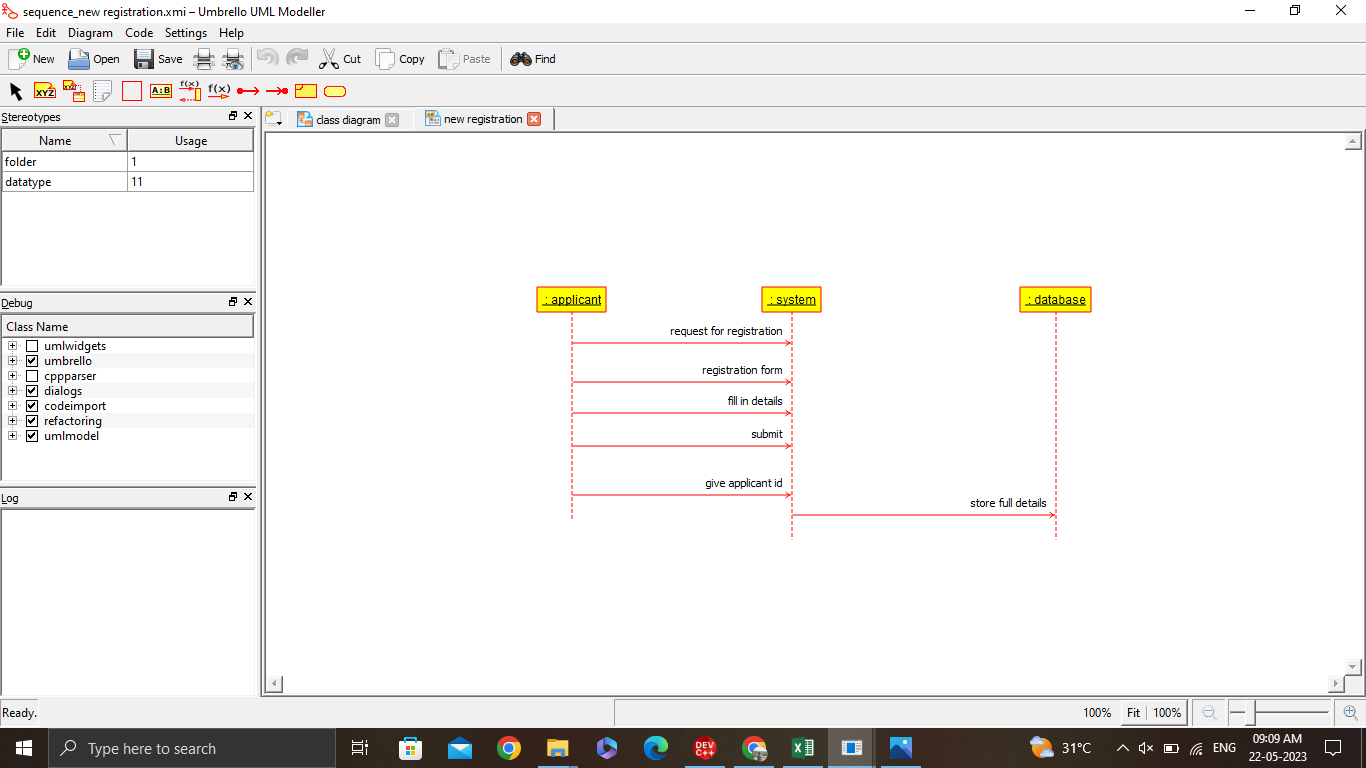 sequence_new registration.xmi – Umbrello UML Modeller
File Edit Diagram Code Settings Help
New Open Save Cut Copy Paste Find
XYZ XYZ A:B f(x) f(x)
Stereotypes
class diagram new registration
Name Usage
folder 1
datatype 11
: applicant : system : database
request for registration
registration form
fill in details
submit
give applicant id
store full details
Debug
Class Name
umlwidgets
umbrello
cppparser
dialogs
codeimport
refactoring
umlmodel
Log
Ready. 100% Fit 100%
Type here to search
DEV
C++
31°C
ENG
09:09 AM
22-05-2023